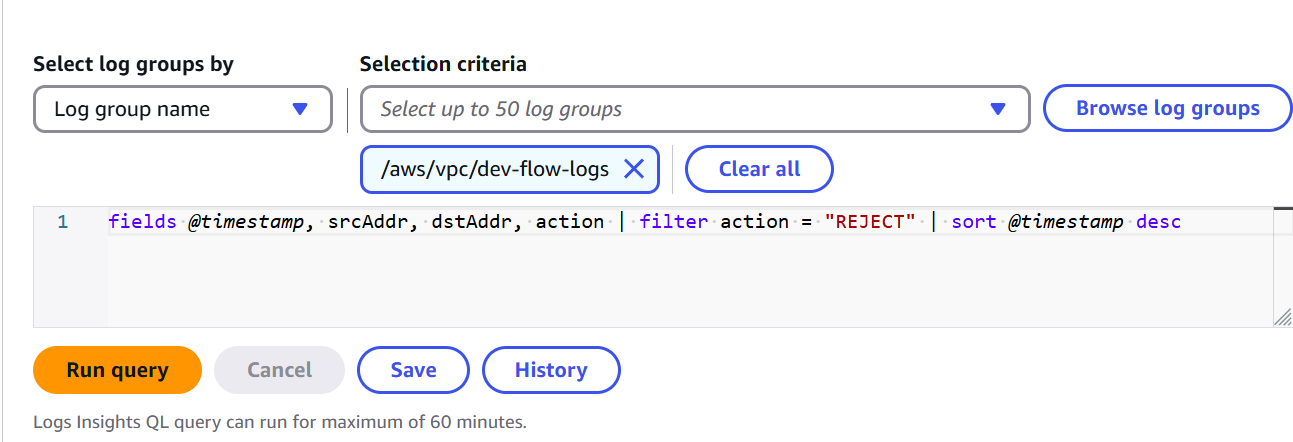 Select log groups by
Selection criteria
Log group name
Select up to 50 log groups
Browse log groups
/aws/vpc/dev-flow-logs
Clear all
1
fields @timestamp, srcAddr, dstAddr, action | filter action = "REJECT" | sort @timestamp desc
Run query
Cancel
Save
History
Logs Insights QL query can run for maximum of 60 minutes.